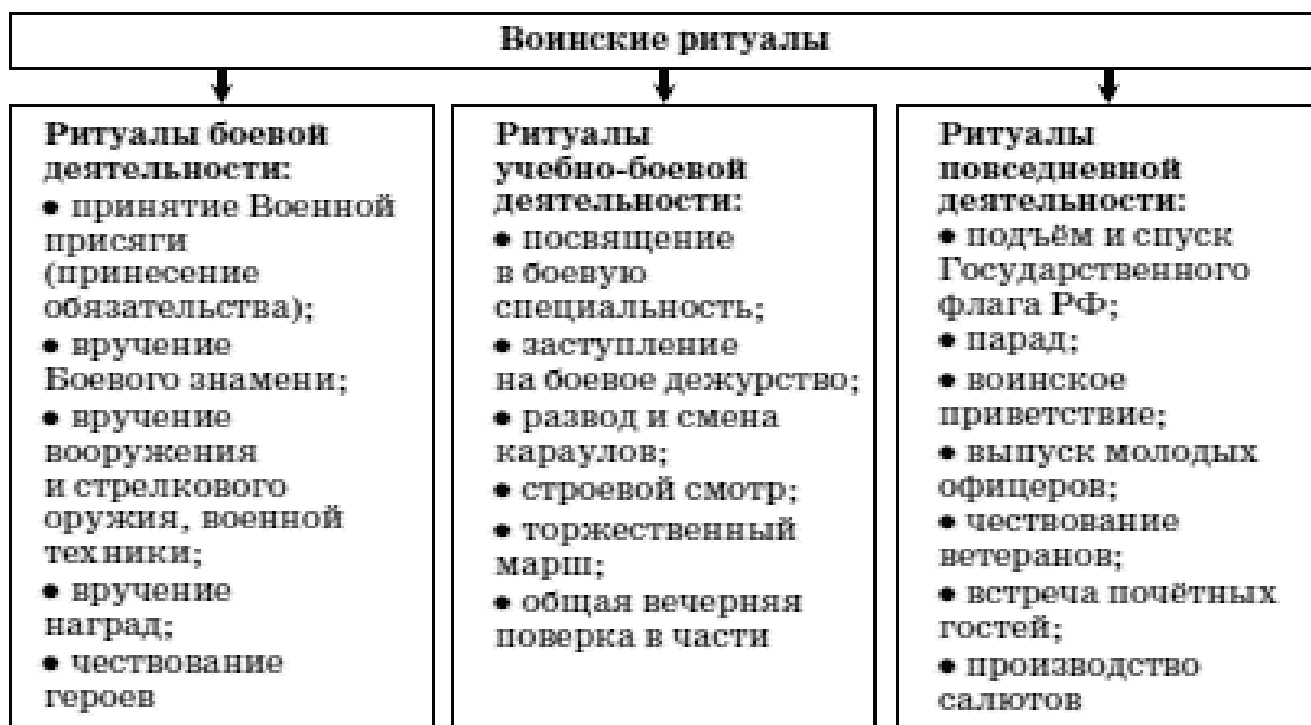 Воинские ритуалы
Ритуалы боевой
деятельности:
• принятие Военной
присяги
(принесение
обязательства);
• вручение
Боевого знамени;
• вручение
вооружения
и стрелкового
оружия, военной
техники;
• вручение
наград;
• чествование
героев
Ритуалы
учебно-боевой
деятельности:
• посвящение
в боевую
специальность;
• заступление
на боевое дежурство;
• развод и смена
караулов;
• строевой смотр;
• торжественный
марш;
• общая вечерняя
поверка в части
Ритуалы
повседневной
деятельности:
• подъём и спуск
Государственного
флага РФ;
• парад;
• воинское
приветствие;
• выпуск молодых
офицеров;
• чествование
ветеранов;
• встреча почётных
гостей;
• производство
салютов